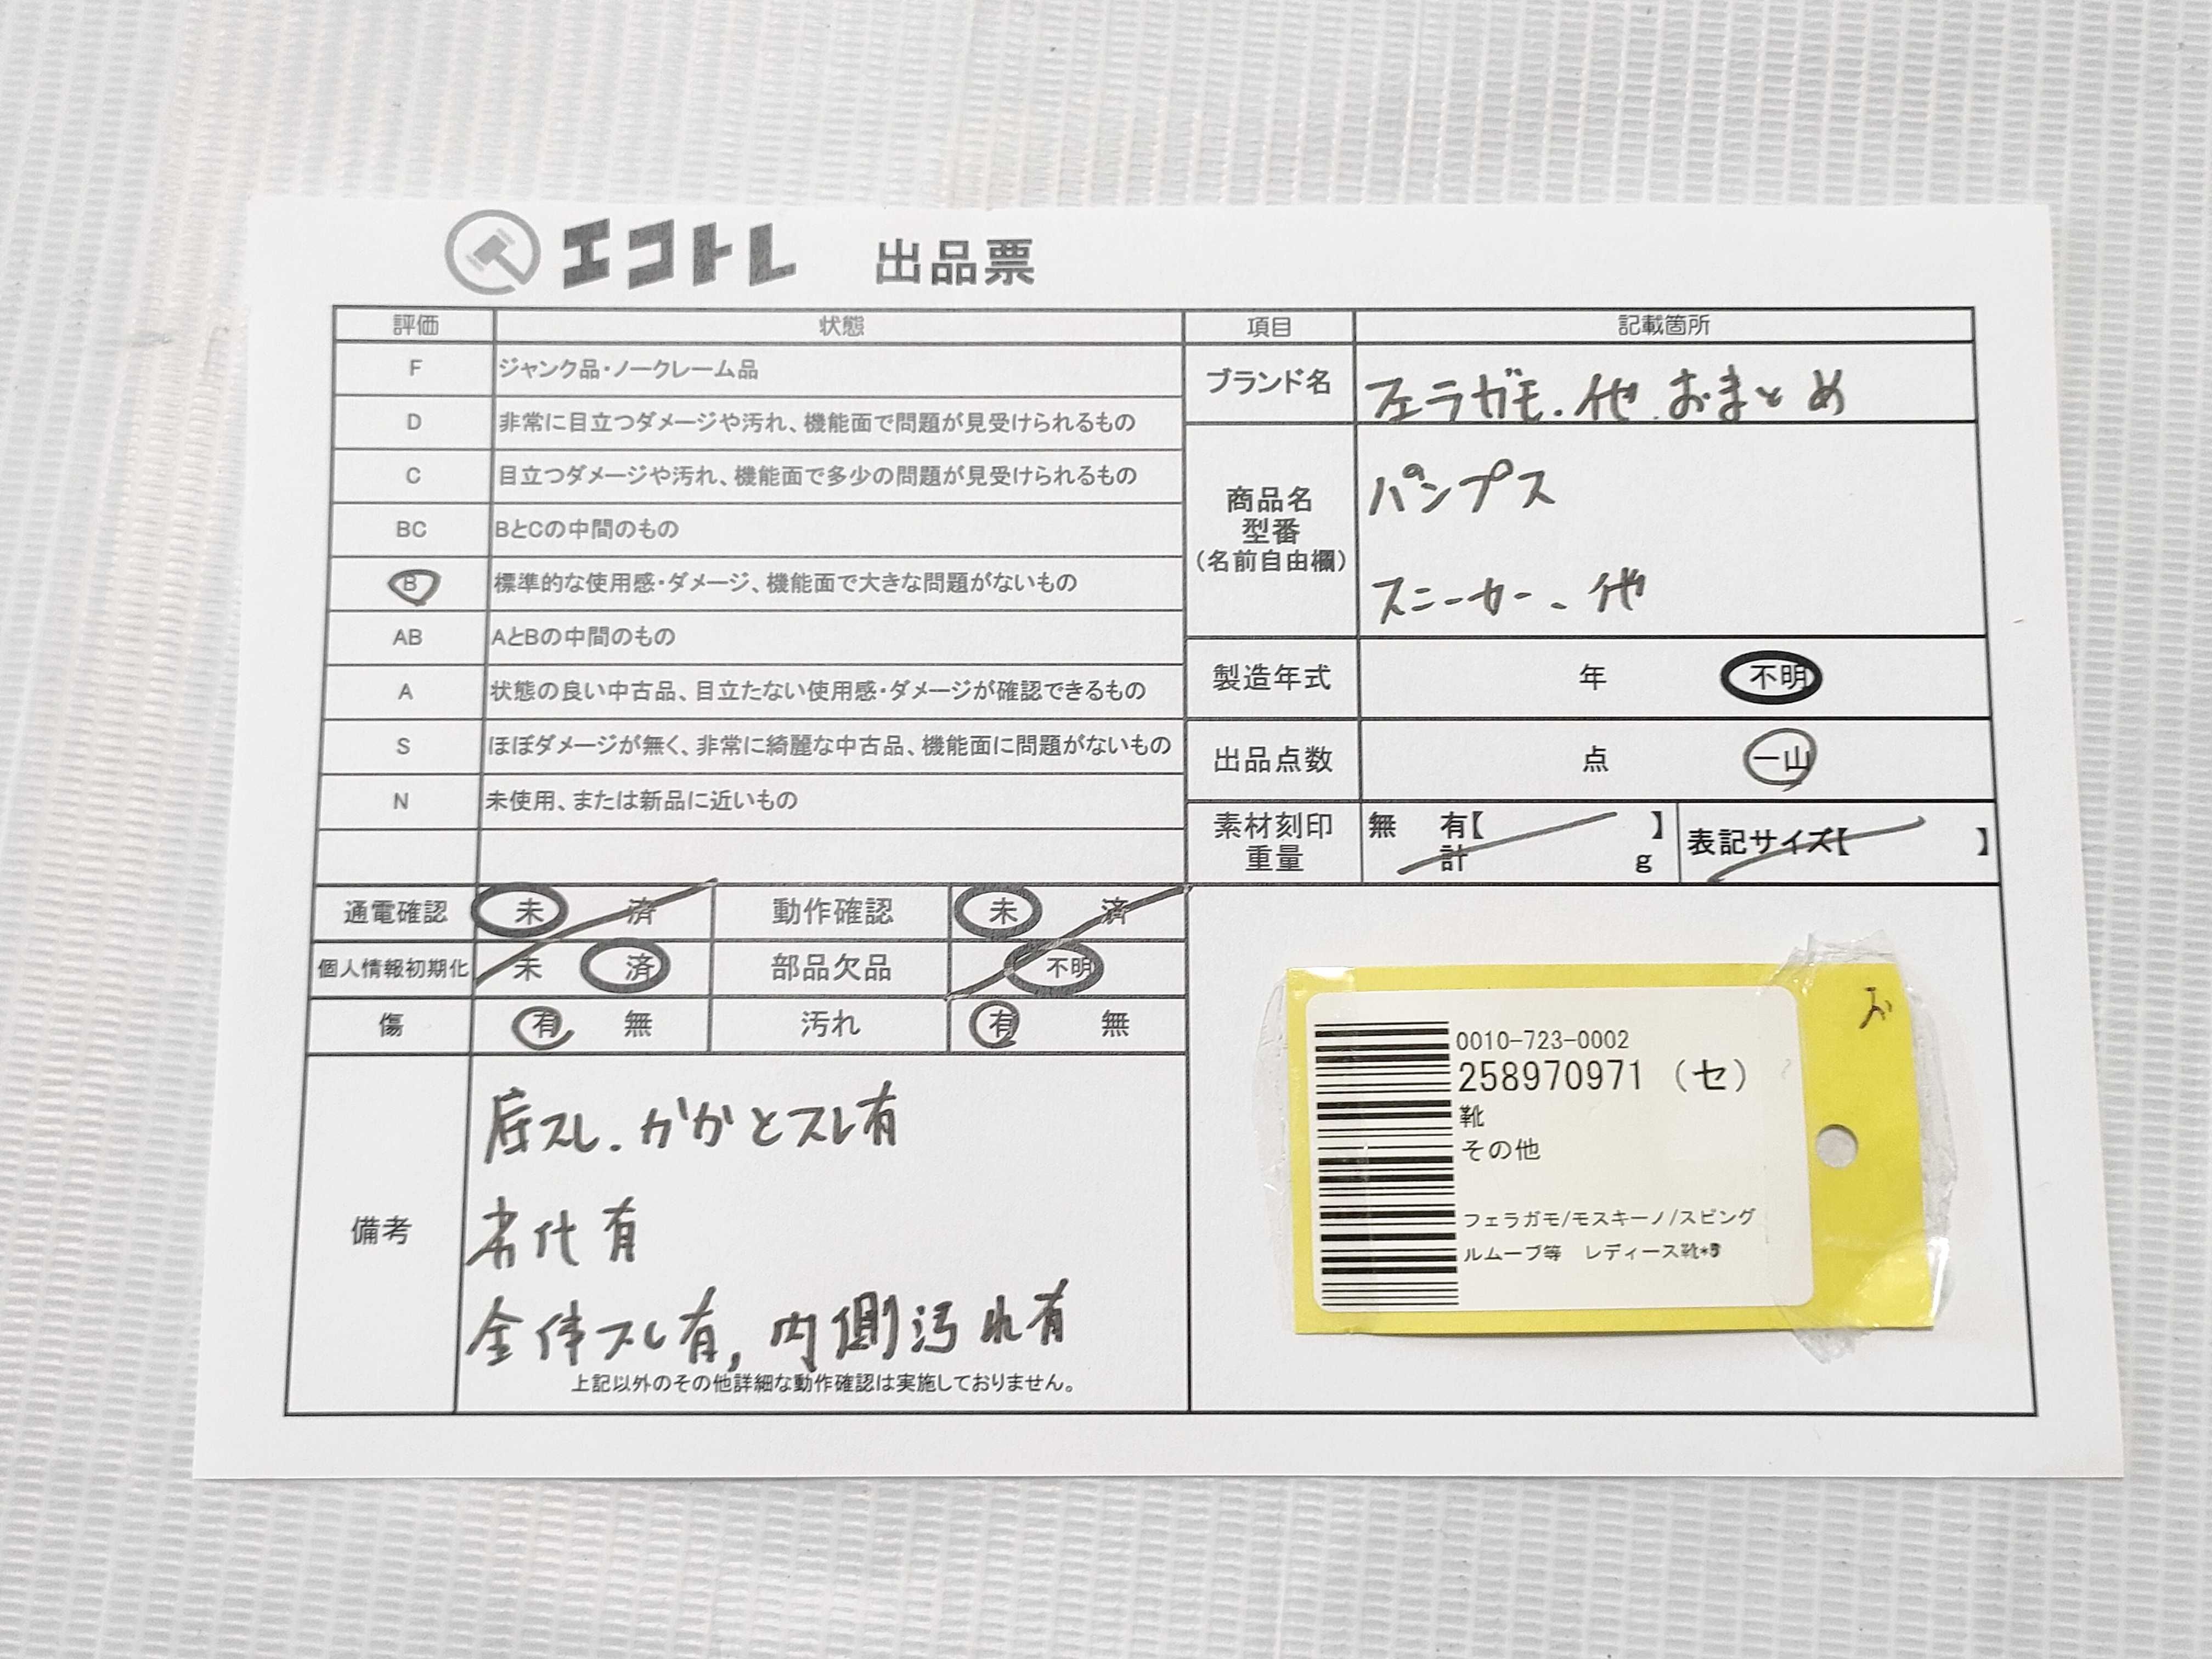 エコトレ 出品票
評価 状態 項目 記載箇所
F ジャンク品・ノークレーム品
D 非常に目立つダメージや汚れ、機能面で問題が見受けられるもの
C 目立つダメージや汚れ、機能面で多少の問題が見受けられるもの
BC BとCの中間のもの
B 標準的な使用感・ダメージ、機能面で大きな問題がないもの
AB AとBの中間のもの
A 状態の良い中古品、目立たない使用感・ダメージが確認できるもの
S ほぼダメージが無く、非常に綺麗な中古品、機能面に問題がないもの
N 未使用、または新品に近いもの
ブランド名 フェラガモ.他.おまとめ
商品名
型番
(名前自由欄)
パンプス
スニーカー、他
製造年式 年 不明
出品点数 点 一山
素材刻印 無 有【 】
重量 計 g
表記サイズ【 】
通電確認 未 済 動作確認 未 済
個人情報初期化 未 済 部品欠品 不明
傷 有 無 汚れ 有 無
備考
底スレ.かかとスレ有
劣化有
全体スレ有,内側汚れ有
上記以外のその他詳細な動作確認は実施しておりません。
0010-723-0002
258970971 (セ)
靴
その他
フェラガモ/モスキーノ/スピング
ルムーブ等 レディース靴*